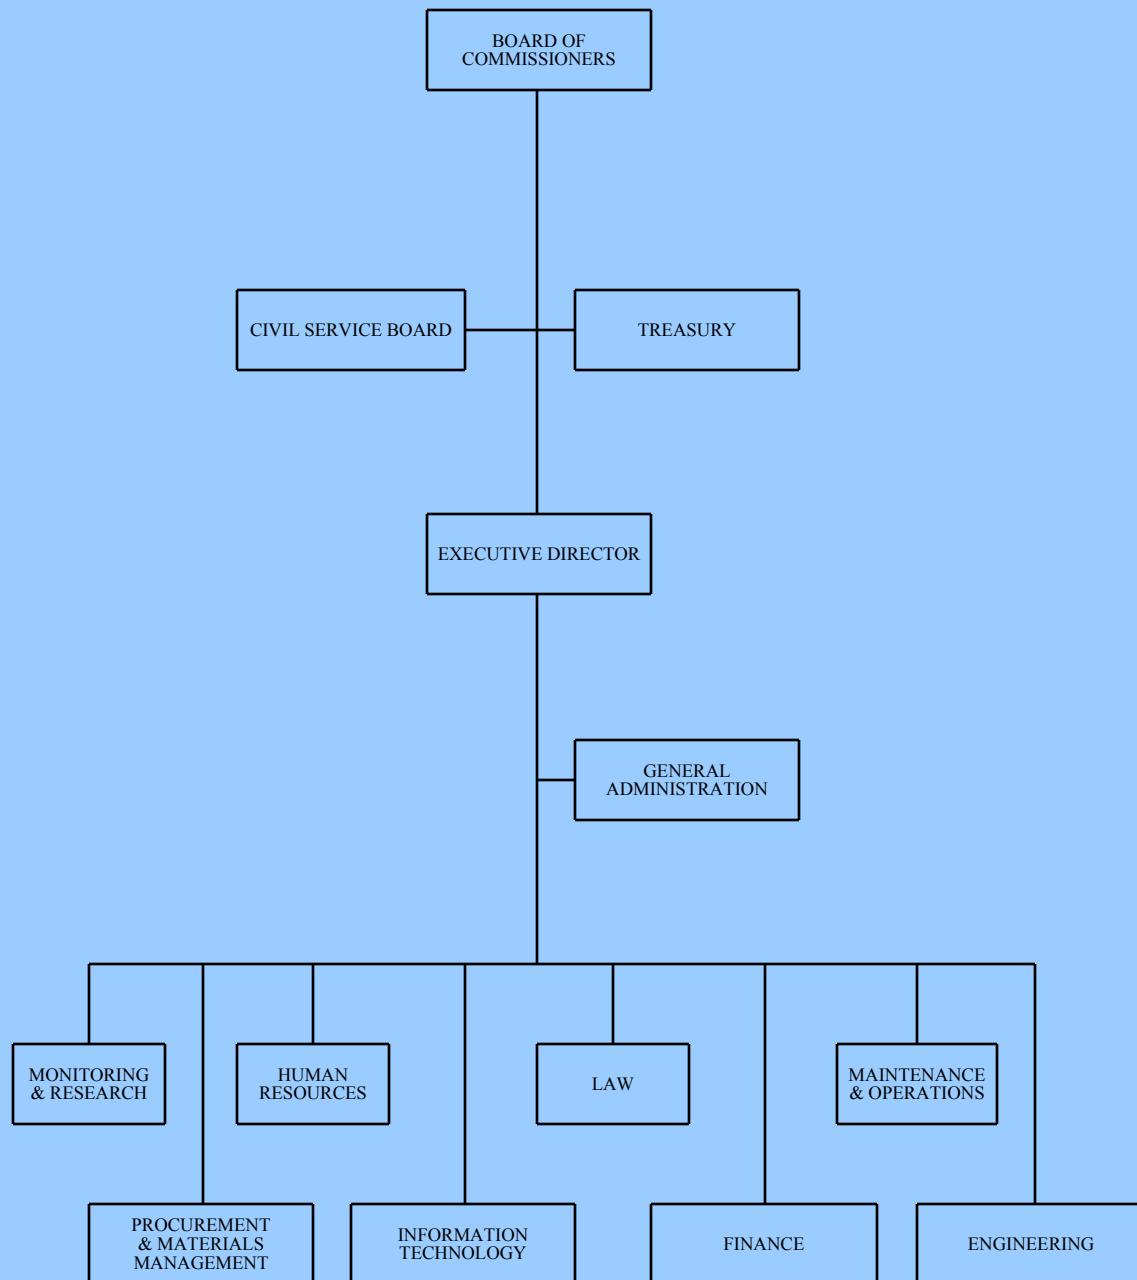 BOARD OF
COMMISSIONERS
CIVIL SERVICE BOARD
TREASURY
EXECUTIVE DIRECTOR
GENERAL
ADMINISTRATION
MONITORING
& RESEARCH
HUMAN
RESOURCES
LAW
MAINTENANCE
& OPERATIONS
PROCUREMENT
& MATERIALS
MANAGEMENT
INFORMATION
TECHNOLOGY
FINANCE
ENGINEERING